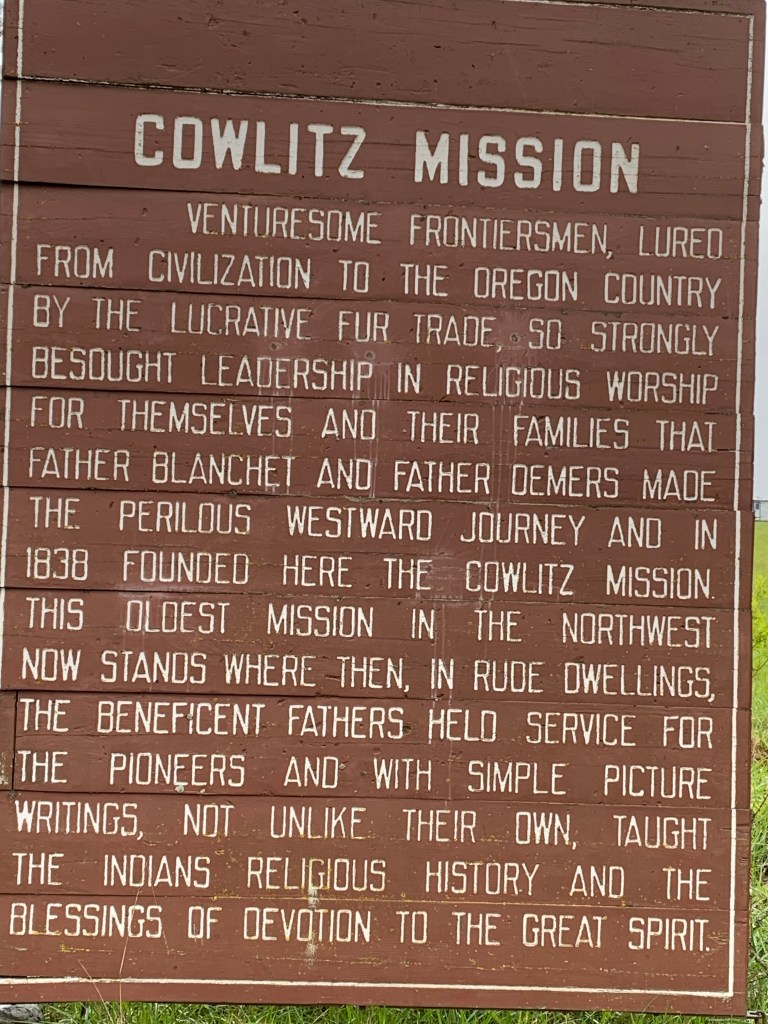 COWLITZ MISSION
VENTURESOME FRONTIERSMEN, LURED
FROM CIVILIZATION TO THE OREGON COUNTRY
BY THE LUCRATIVE FUR TRADE, SO STRONGLY
BESOUGHT LEADERSHIP IN RELIGIOUS WORSHIP
FOR THEMSELVES AND THEIR FAMILIES THAT
FATHER BLANCHET AND FATHER DEMERS MADE
THE PERILOUS WESTWARD JOURNEY AND IN
1838 FOUNDED HERE THE COWLITZ MISSION.
THIS OLDEST MISSION IN THE NORTHWEST
NOW STANDS WHERE THEN, IN RUDE DWELLINGS,
THE BENEFICENT FATHERS HELD SERVICE FOR
THE PIONEERS AND WITH SIMPLE PICTURE
WRITINGS, NOT UNLIKE THEIR OWN, TAUGHT
THE INDIANS RELIGIOUS HISTORY AND THE
BLESSINGS OF DEVOTION TO THE GREAT SPIRIT.